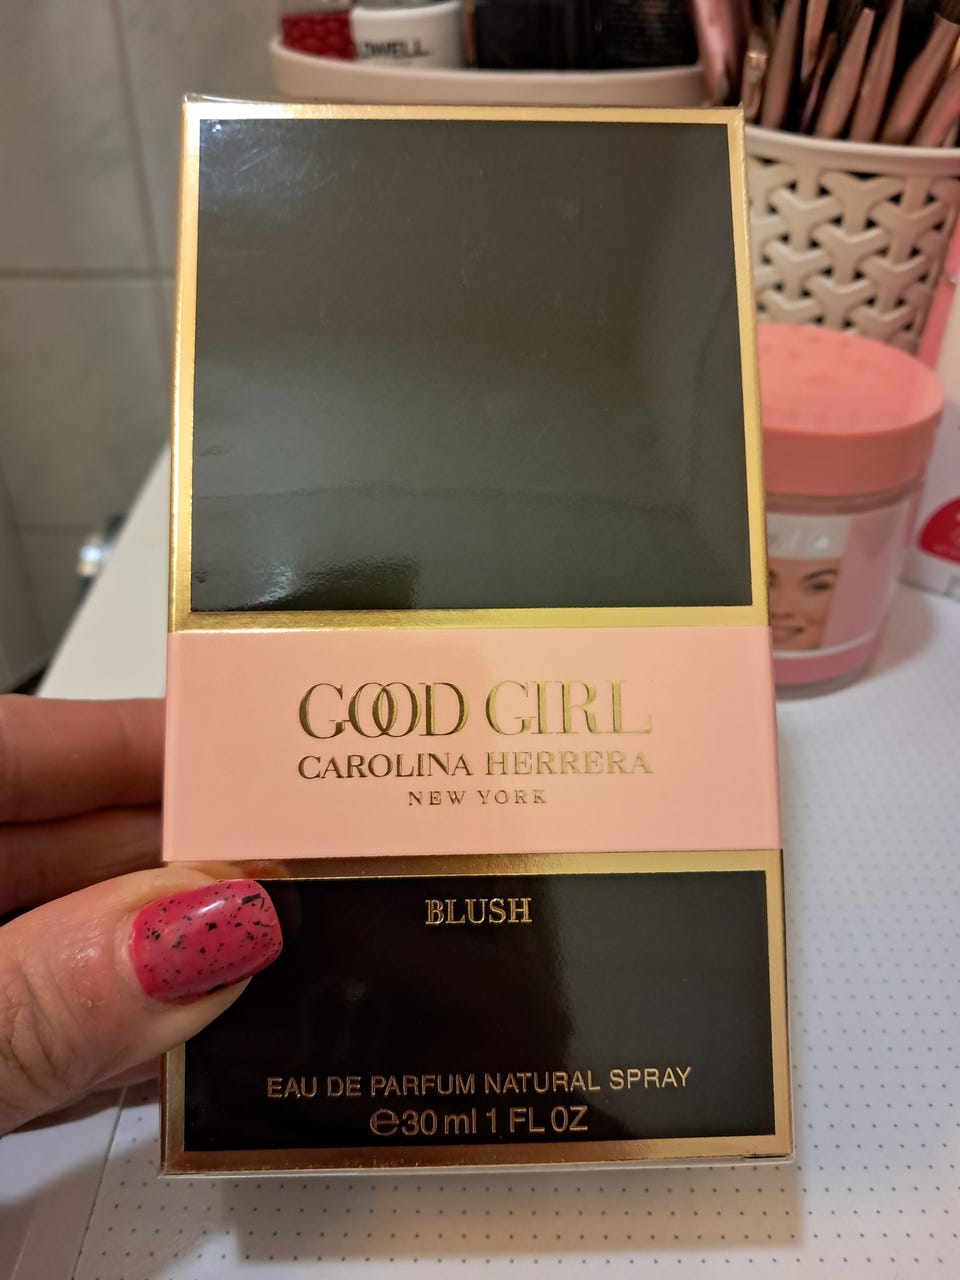 GOOD GIRL
CAROLINA HERRERA
NEW YORK
BLUSH
EAU DE PARFUM NATURAL SPRAY
℮30 ml 1 FL OZ